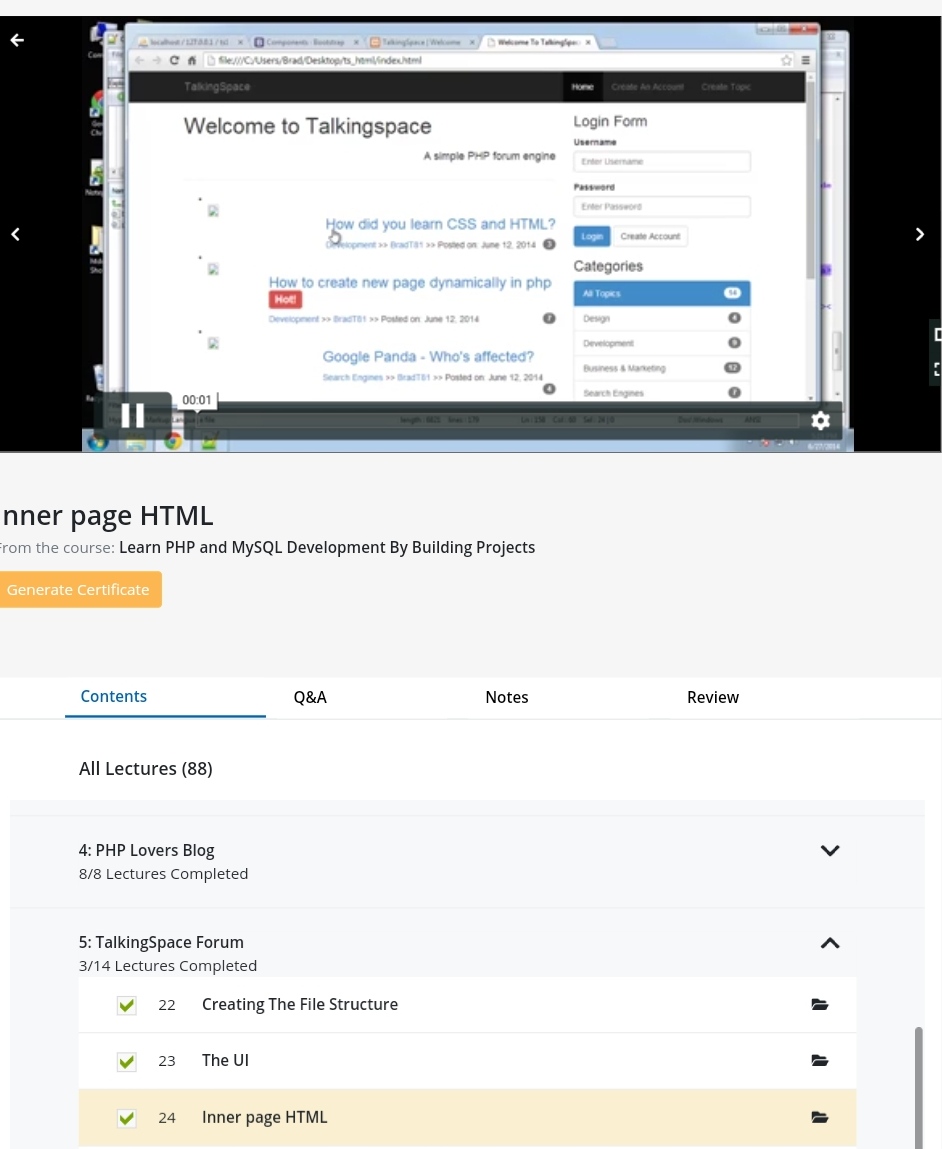 localhost / 127.0.0.1 / ts1
Components · Bootstrap
TalkingSpace | Welcome
Welcome To TalkingSpac
file:///C:/Users/Brad/Desktop/ts_html/index.html
TalkingSpace
Home
Create An Account
Create Topic
Welcome to Talkingspace
A simple PHP forum engine
How did you learn CSS and HTML?
Development >> BradT81 >> Posted on: June 12, 2014 3
How to create new page dynamically in php
Hot!
Development >> BradT81 >> Posted on: June 12, 2014
Google Panda - Who's affected?
Search Engines >> BradT81 >> Posted on: June 12, 2014
4
Login Form
Username
Enter Username
Password
Enter Password
Login
Create Account
Categories
All Topics 14
Design 4
Development 9
Business & Marketing 12
Search Engines 7
00:01
6/27/2014
nner page HTML
From the course: Learn PHP and MySQL Development By Building Projects
Generate Certificate
Contents
Q&A
Notes
Review
All Lectures (88)
4: PHP Lovers Blog
8/8 Lectures Completed
5: TalkingSpace Forum
3/14 Lectures Completed
22 Creating The File Structure
23 The UI
24 Inner page HTML